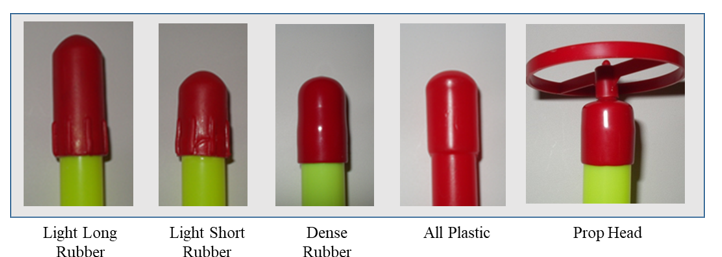 Light Long
Rubber
Light Short
Rubber
Dense
Rubber
All Plastic
Prop Head